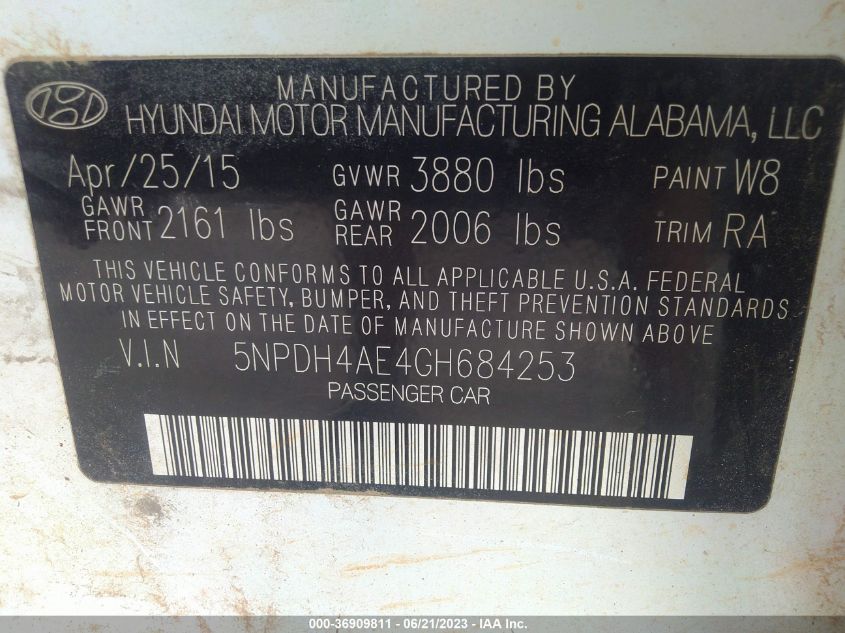 MANUFACTURED BY
HYUNDAI MOTOR MANUFACTURING ALABAMA, LLC
Apr/25/15 GVWR 3880 lbs PAINT W8
GAWR FRONT 2161 lbs GAWR REAR 2006 lbs TRIM RA
THIS VEHICLE CONFORMS TO ALL APPLICABLE U.S.A. FEDERAL
MOTOR VEHICLE SAFETY, BUMPER, AND THEFT PREVENTION STANDARDS
IN EFFECT ON THE DATE OF MANUFACTURE SHOWN ABOVE
V.I.N 5NPDH4AE4GH684253
PASSENGER CAR
000-36909811 - 06/21/2023 - IAA Inc.